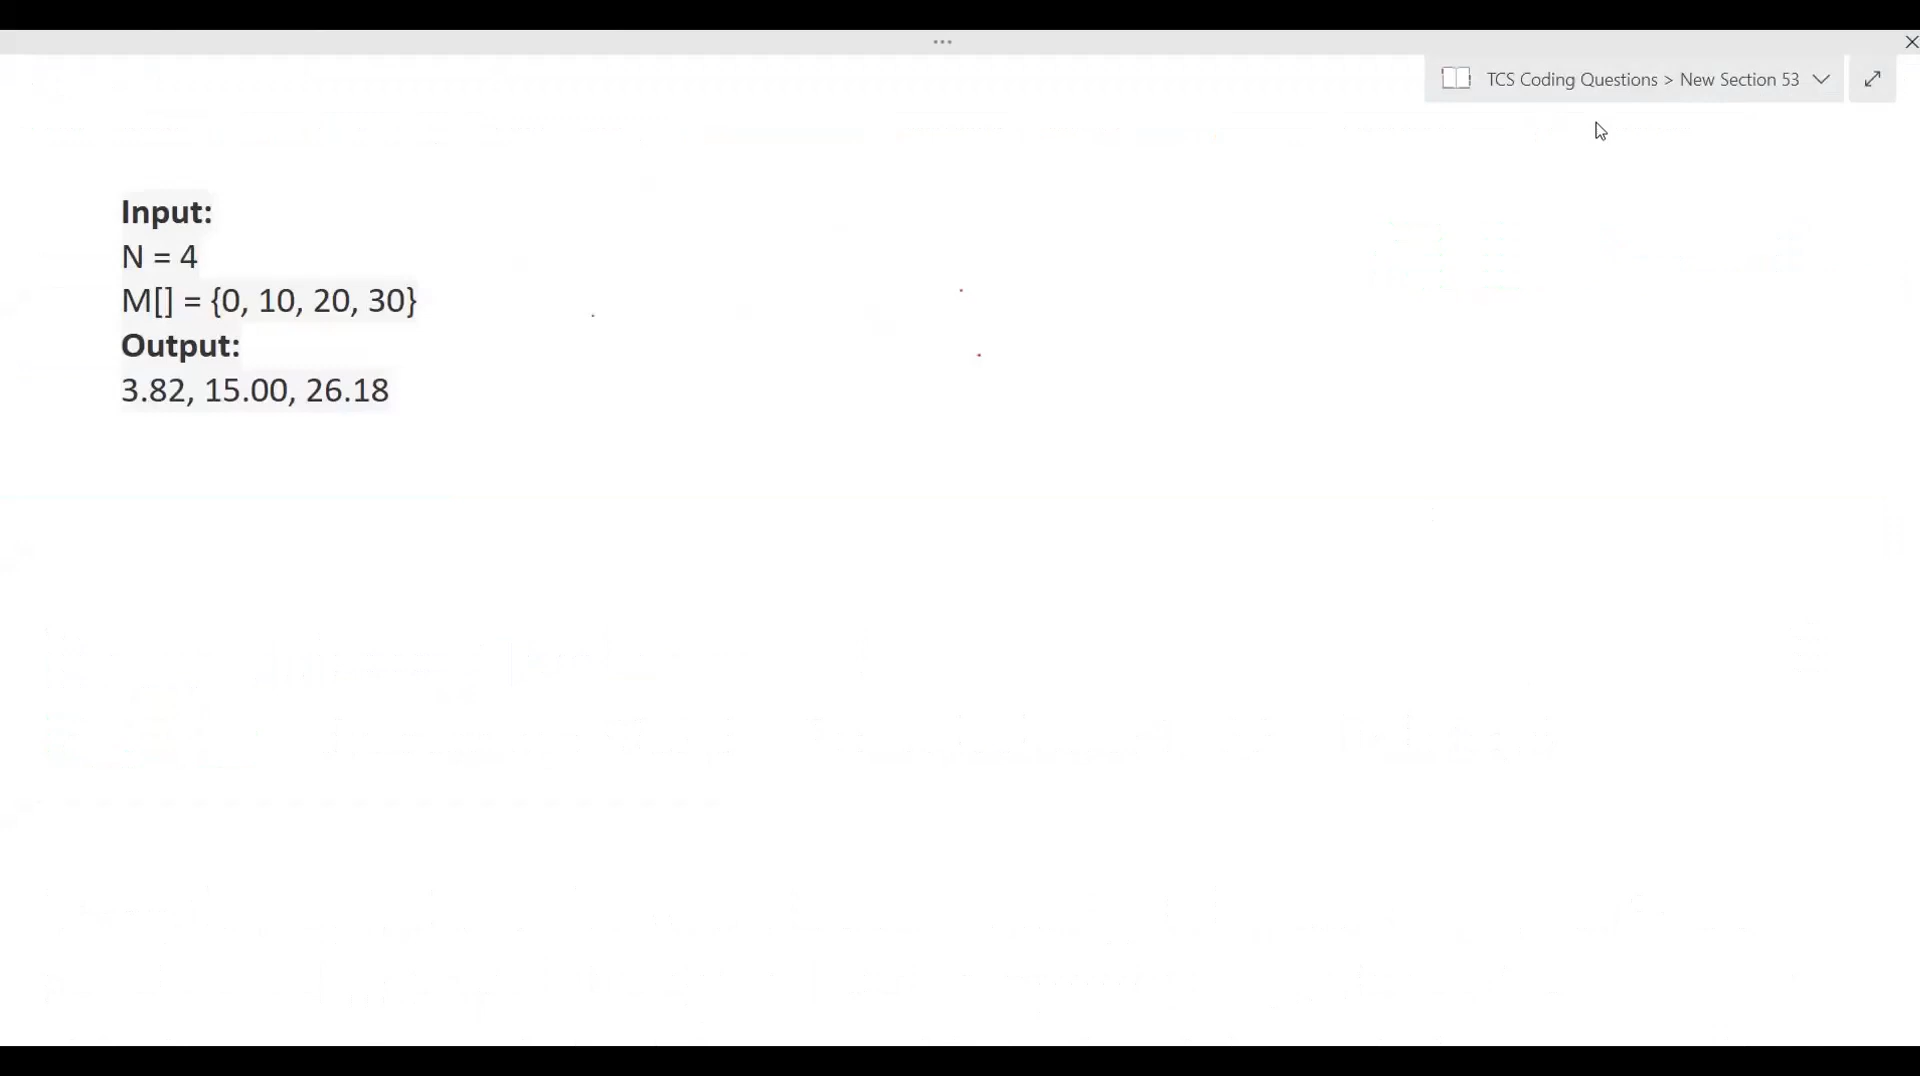 TCS Coding Questions > New Section 53
Input:
N = 4
M[] = {0, 10, 20, 30}
Output:
3.82, 15.00, 26.18